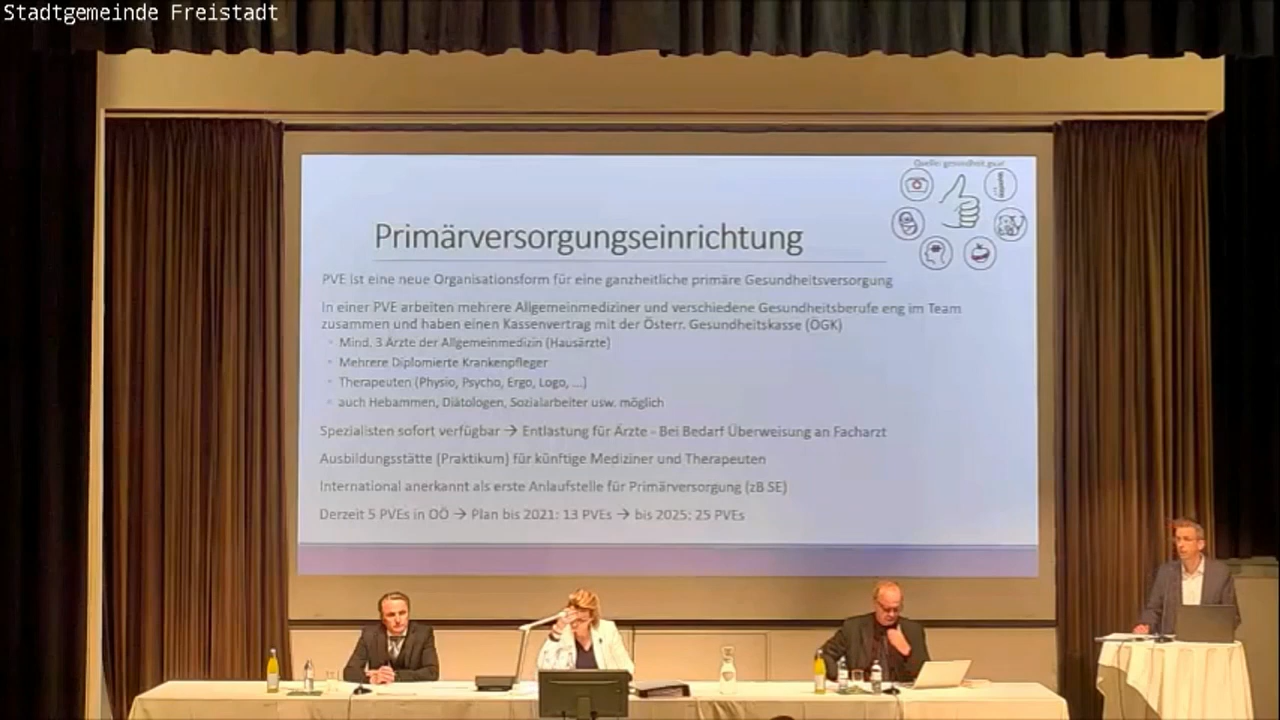 Stadtgemeinde Freistadt
Quelle: gesundheit.gv.at
Primärversorgungseinrichtung
PVE ist eine neue Organisationsform für eine ganzheitliche primäre Gesundheitsversorgung
In einer PVE arbeiten mehrere Allgemeinmediziner und verschiedene Gesundheitsberufe eng im Team
zusammen und haben einen Kassenvertrag mit der Österr. Gesundheitskasse (ÖGK)
Mind. 3 Ärzte der Allgemeinmedizin (Hausärzte)
Mehrere Diplomierte Krankenpfleger
Therapeuten (Physio, Psycho, Ergo, Logo, ...)
auch Hebammen, Diätologen, Sozialarbeiter usw. möglich
Spezialisten sofort verfügbar → Entlastung für Ärzte - Bei Bedarf Überweisung an Facharzt
Ausbildungsstätte (Praktikum) für künftige Mediziner und Therapeuten
International anerkannt als erste Anlaufstelle für Primärversorgung (zB SE)
Derzeit 5 PVEs in OÖ → Plan bis 2021: 13 PVEs → bis 2025: 25 PVEs